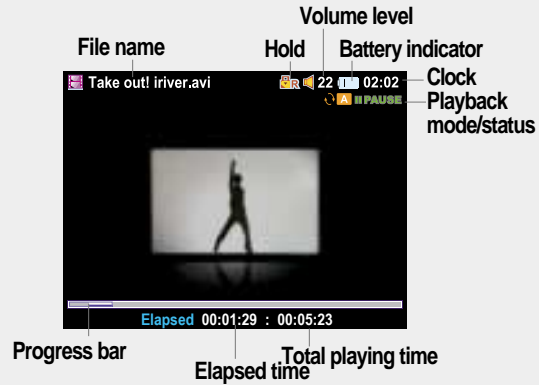 Volume level
File name
Hold
Battery indicator
Take out! iriver.avi
R
22
02:02
Clock
A
PAUSE
Playback
mode/status
Elapsed 00:01:29 : 00:05:23
Progress bar
Elapsed time
Total playing time